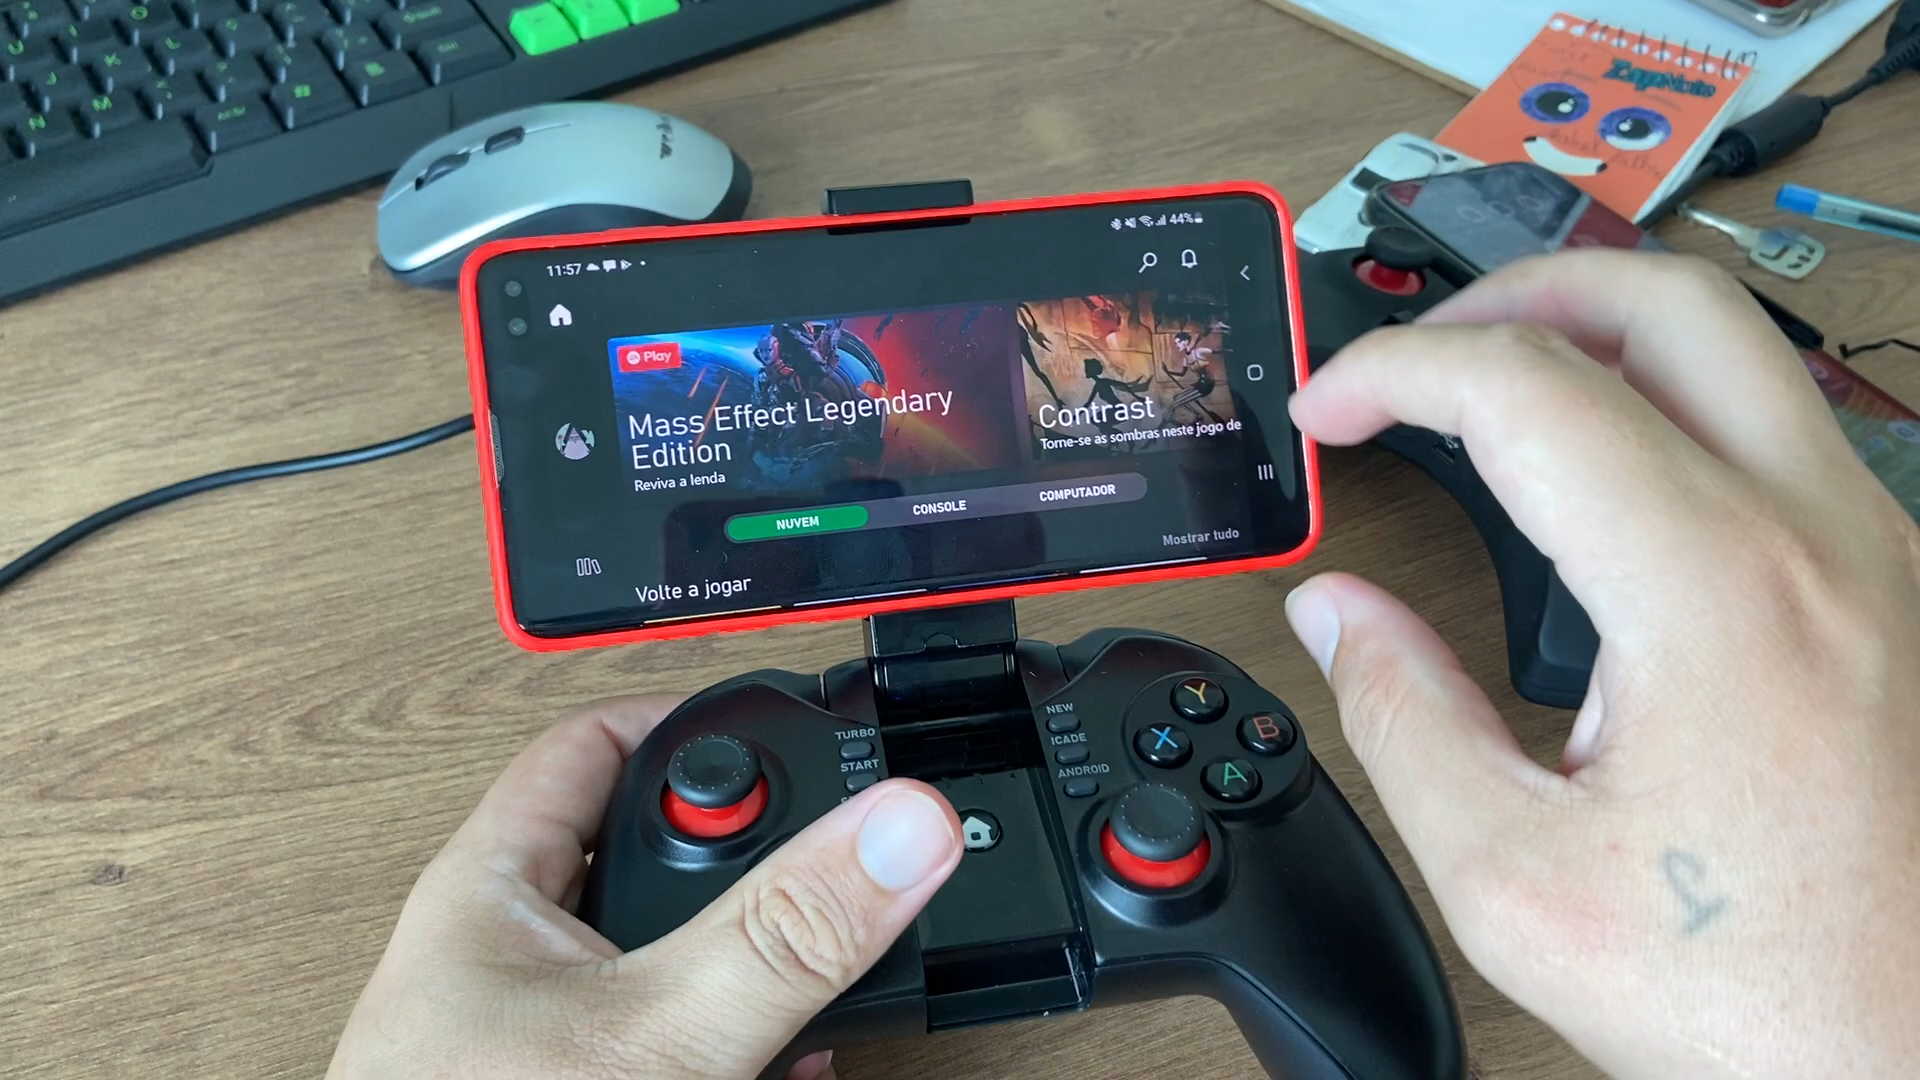 ZapNote
11:57
44%
Play
Mass Effect Legendary
Edition
Reviva a lenda
Contrast
Torne-se as sombras neste jogo de
NUVEM
CONSOLE
COMPUTADOR
Mostrar tudo
Volte a jogar
TURBO
START
NEW
ICADE
ANDROID
Y
X
B
A